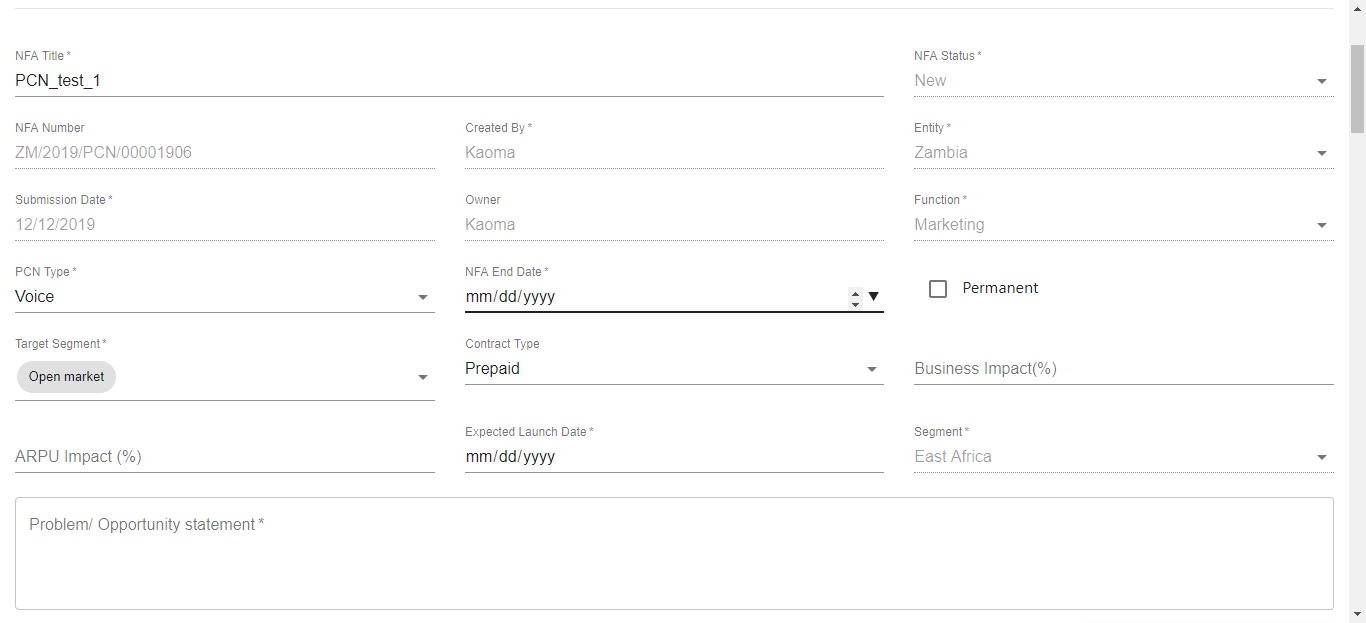 NFA Title *
NFA Status *
PCN_test_1
New
NFA Number
Created By *
Entity *
ZM/2019/PCN/00001906
Kaoma
Zambia
Submission Date *
Owner
Function *
12/12/2019
Kaoma
Marketing
PCN Type *
NFA End Date *
Voice
mm/dd/yyyy
Permanent
Target Segment *
Contract Type
Open market
Prepaid
Business Impact(%)
Expected Launch Date *
Segment *
ARPU Impact (%)
mm/dd/yyyy
East Africa
Problem/ Opportunity statement *